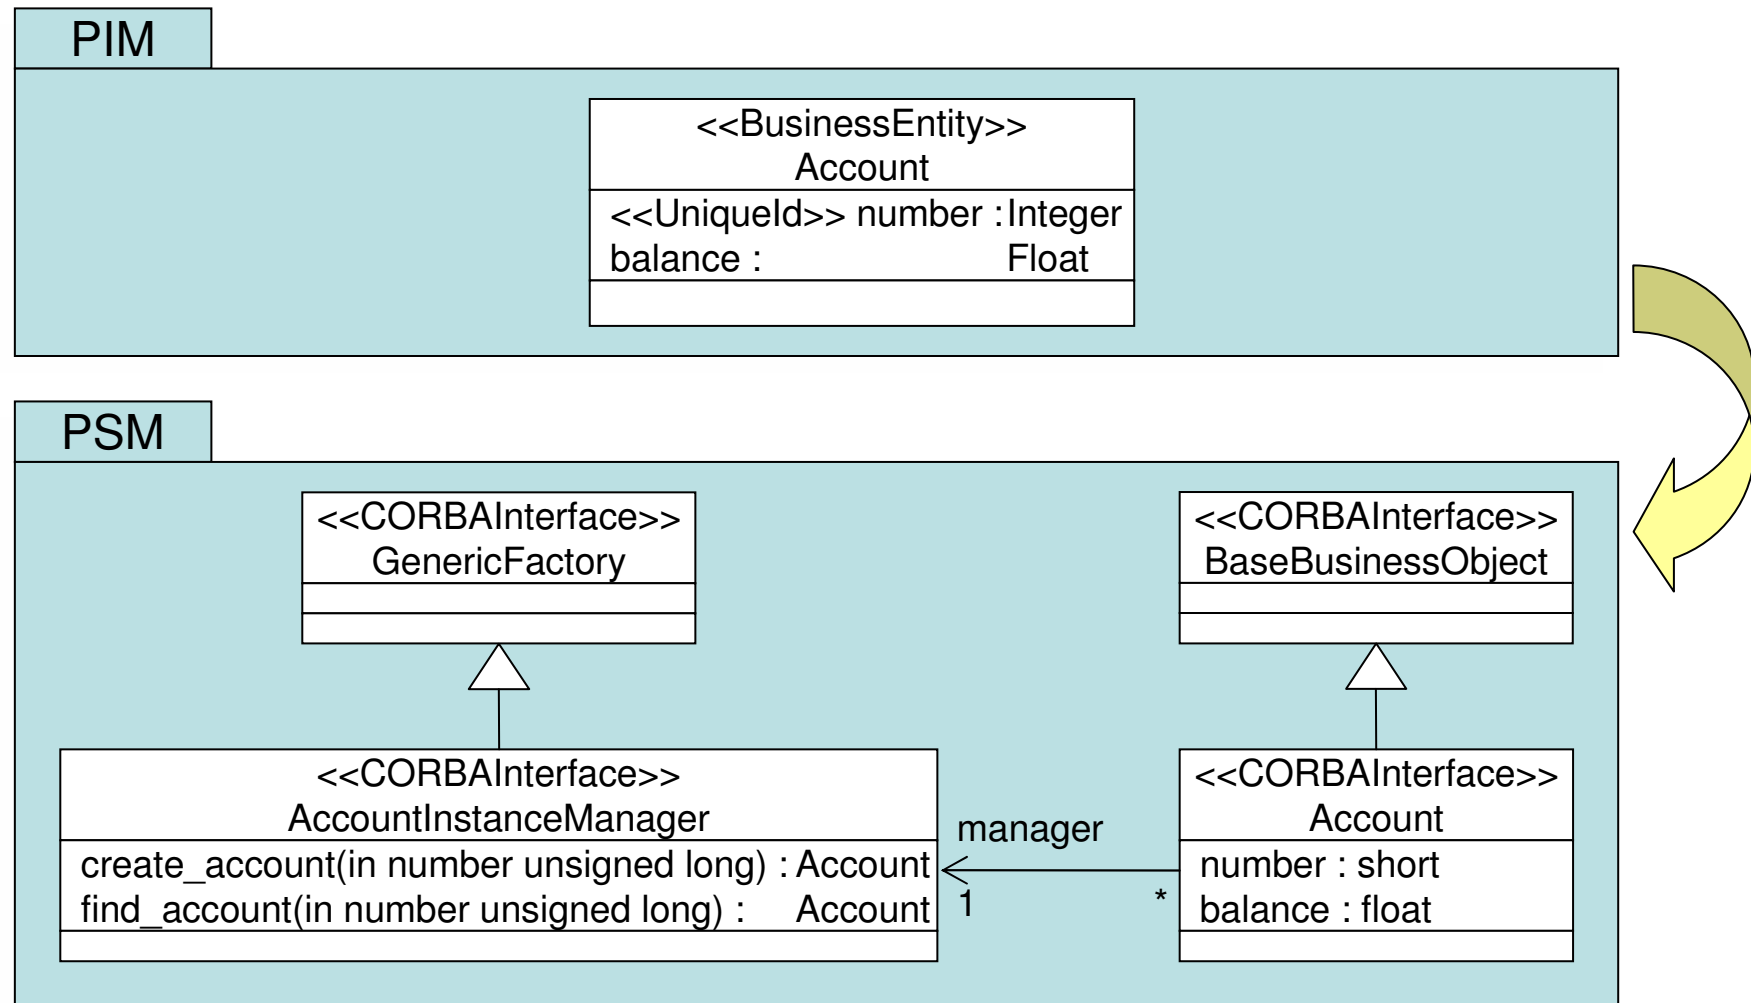 PIM
<<BusinessEntity>>
Account
<<UniqueId>> number : Integer
balance : Float
PSM
<<CORBAInterface>>
GenericFactory
<<CORBAInterface>>
BaseBusinessObject
<<CORBAInterface>>
AccountInstanceManager
create_account(in number unsigned long) : Account
find_account(in number unsigned long) : Account
manager
1
*
<<CORBAInterface>>
Account
number : short
balance : float